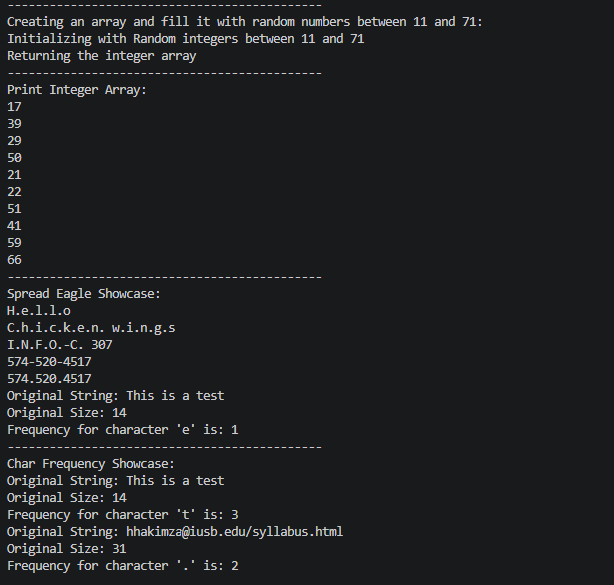 ---------------------------------------------
Creating an array and fill it with random numbers between 11 and 71:
Initializing with Random integers between 11 and 71
Returning the integer array
---------------------------------------------
Print Integer Array:
17
39
29
50
21
22
51
41
59
66
---------------------------------------------
Spread Eagle Showcase:
H.e.l.l.o
C.h.i.c.k.e.n. w.i.n.g.s
I.N.F.O.-C. 307
574-520-4517
574.520.4517
Original String: This is a test
Original Size: 14
Frequency for character 'e' is: 1
---------------------------------------------
Char Frequency Showcase:
Original String: This is a test
Original Size: 14
Frequency for character 't' is: 3
Original String: hhakimza@iusb.edu/syllabus.html
Original Size: 31
Frequency for character '.' is: 2